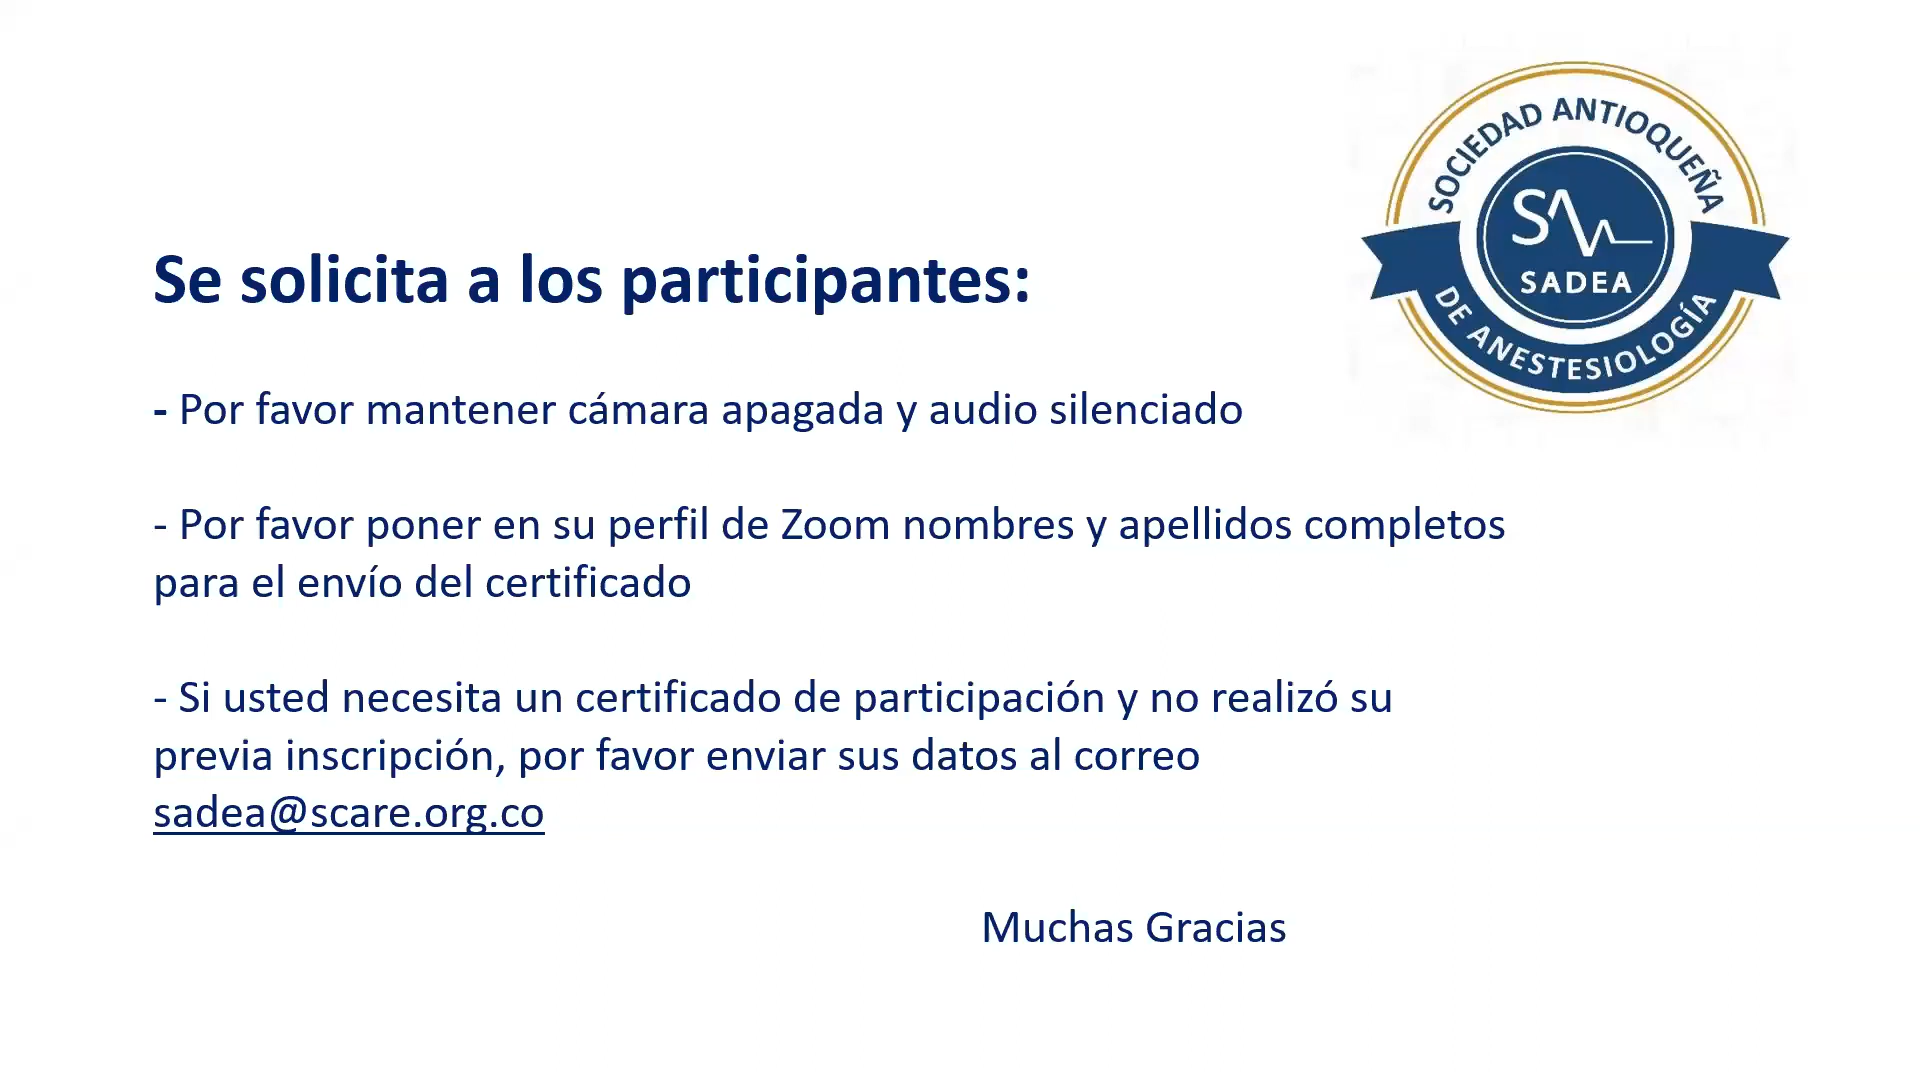 SOCIEDAD ANTIOQUEÑA
SA
SADEA
DE ANESTESIOLOGÍA
Se solicita a los participantes:
- Por favor mantener cámara apagada y audio silenciado
- Por favor poner en su perfil de Zoom nombres y apellidos completos
para el envío del certificado
- Si usted necesita un certificado de participación y no realizó su
previa inscripción, por favor enviar sus datos al correo
sadea@scare.org.co
Muchas Gracias